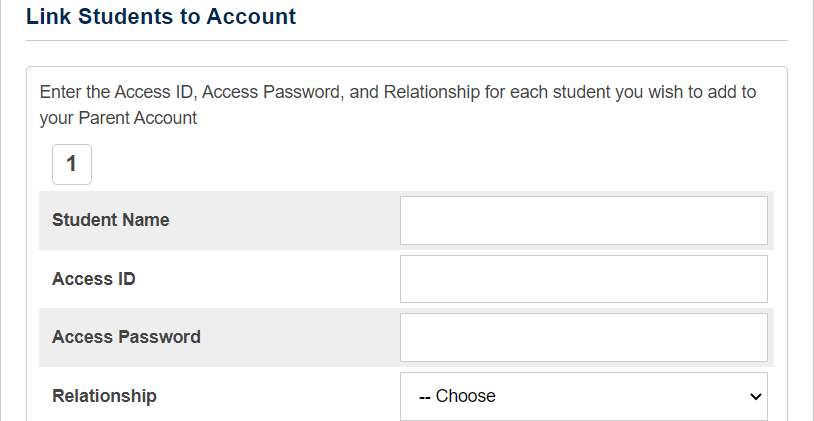 Link Students to Account
Enter the Access ID, Access Password, and Relationship for each student you wish to add to
your Parent Account
1
Student Name
Access ID
Access Password
Relationship -- Choose